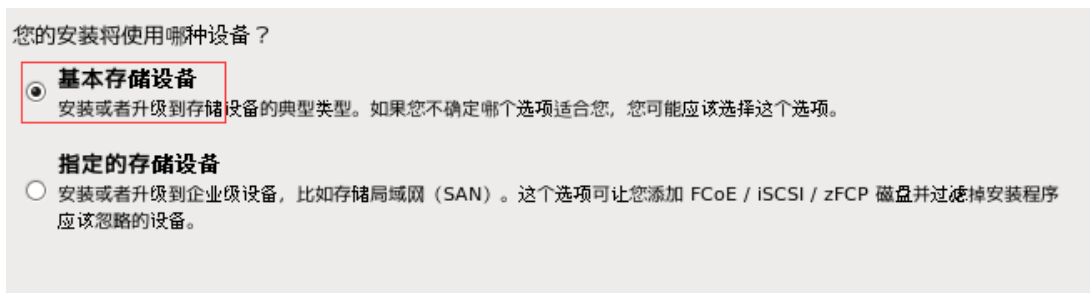 您的安装将使用哪种设备？
基本存储设备
安装或者升级到存储设备的典型类型。如果您不确定哪个选项适合您，您可能应该选择这个选项。
指定的存储设备
安装或者升级到企业级设备，比如存储局域网（SAN）。这个选项可让您添加 FCoE / iSCSI / zFCP 磁盘并过滤掉安装程序
应该忽略的设备。